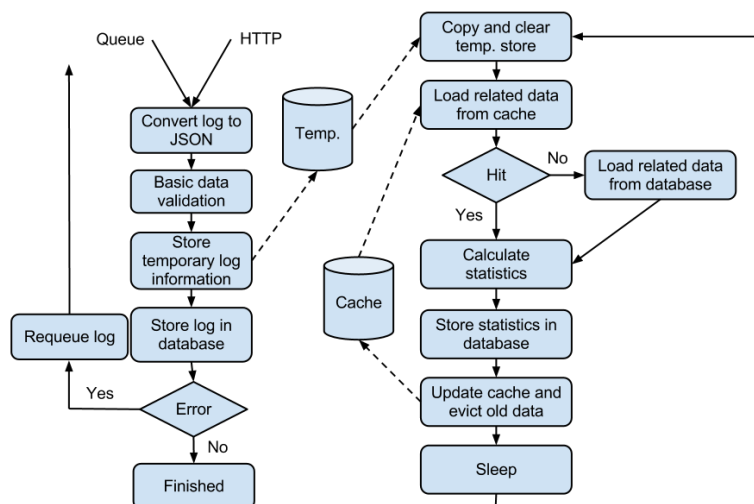 Queue
HTTP
Convert log to
JSON
Basic data
validation
Store
temporary log
information
Store log in
database
Requeue log
Yes
Error
No
Finished
Temp.
Cache
Copy and clear
temp. store
Load related data
from cache
Hit
No
Load related data
from database
Yes
Calculate
statistics
Store statistics in
database
Update cache and
evict old data
Sleep